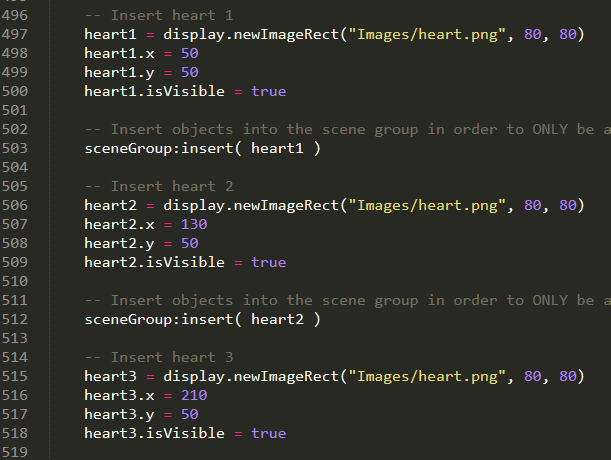 496 -- Insert heart 1
497 heart1 = display.newImageRect("Images/heart.png", 80, 80)
498 heart1.x = 50
499 heart1.y = 50
500 heart1.isVisible = true
501
502 -- Insert objects into the scene group in order to ONLY be a
503 sceneGroup:insert( heart1 )
504
505 -- Insert heart 2
506 heart2 = display.newImageRect("Images/heart.png", 80, 80)
507 heart2.x = 130
508 heart2.y = 50
509 heart2.isVisible = true
510
511 -- Insert objects into the scene group in order to ONLY be a
512 sceneGroup:insert( heart2 )
513
514 -- Insert heart 3
515 heart3 = display.newImageRect("Images/heart.png", 80, 80)
516 heart3.x = 210
517 heart3.y = 50
518 heart3.isVisible = true
519